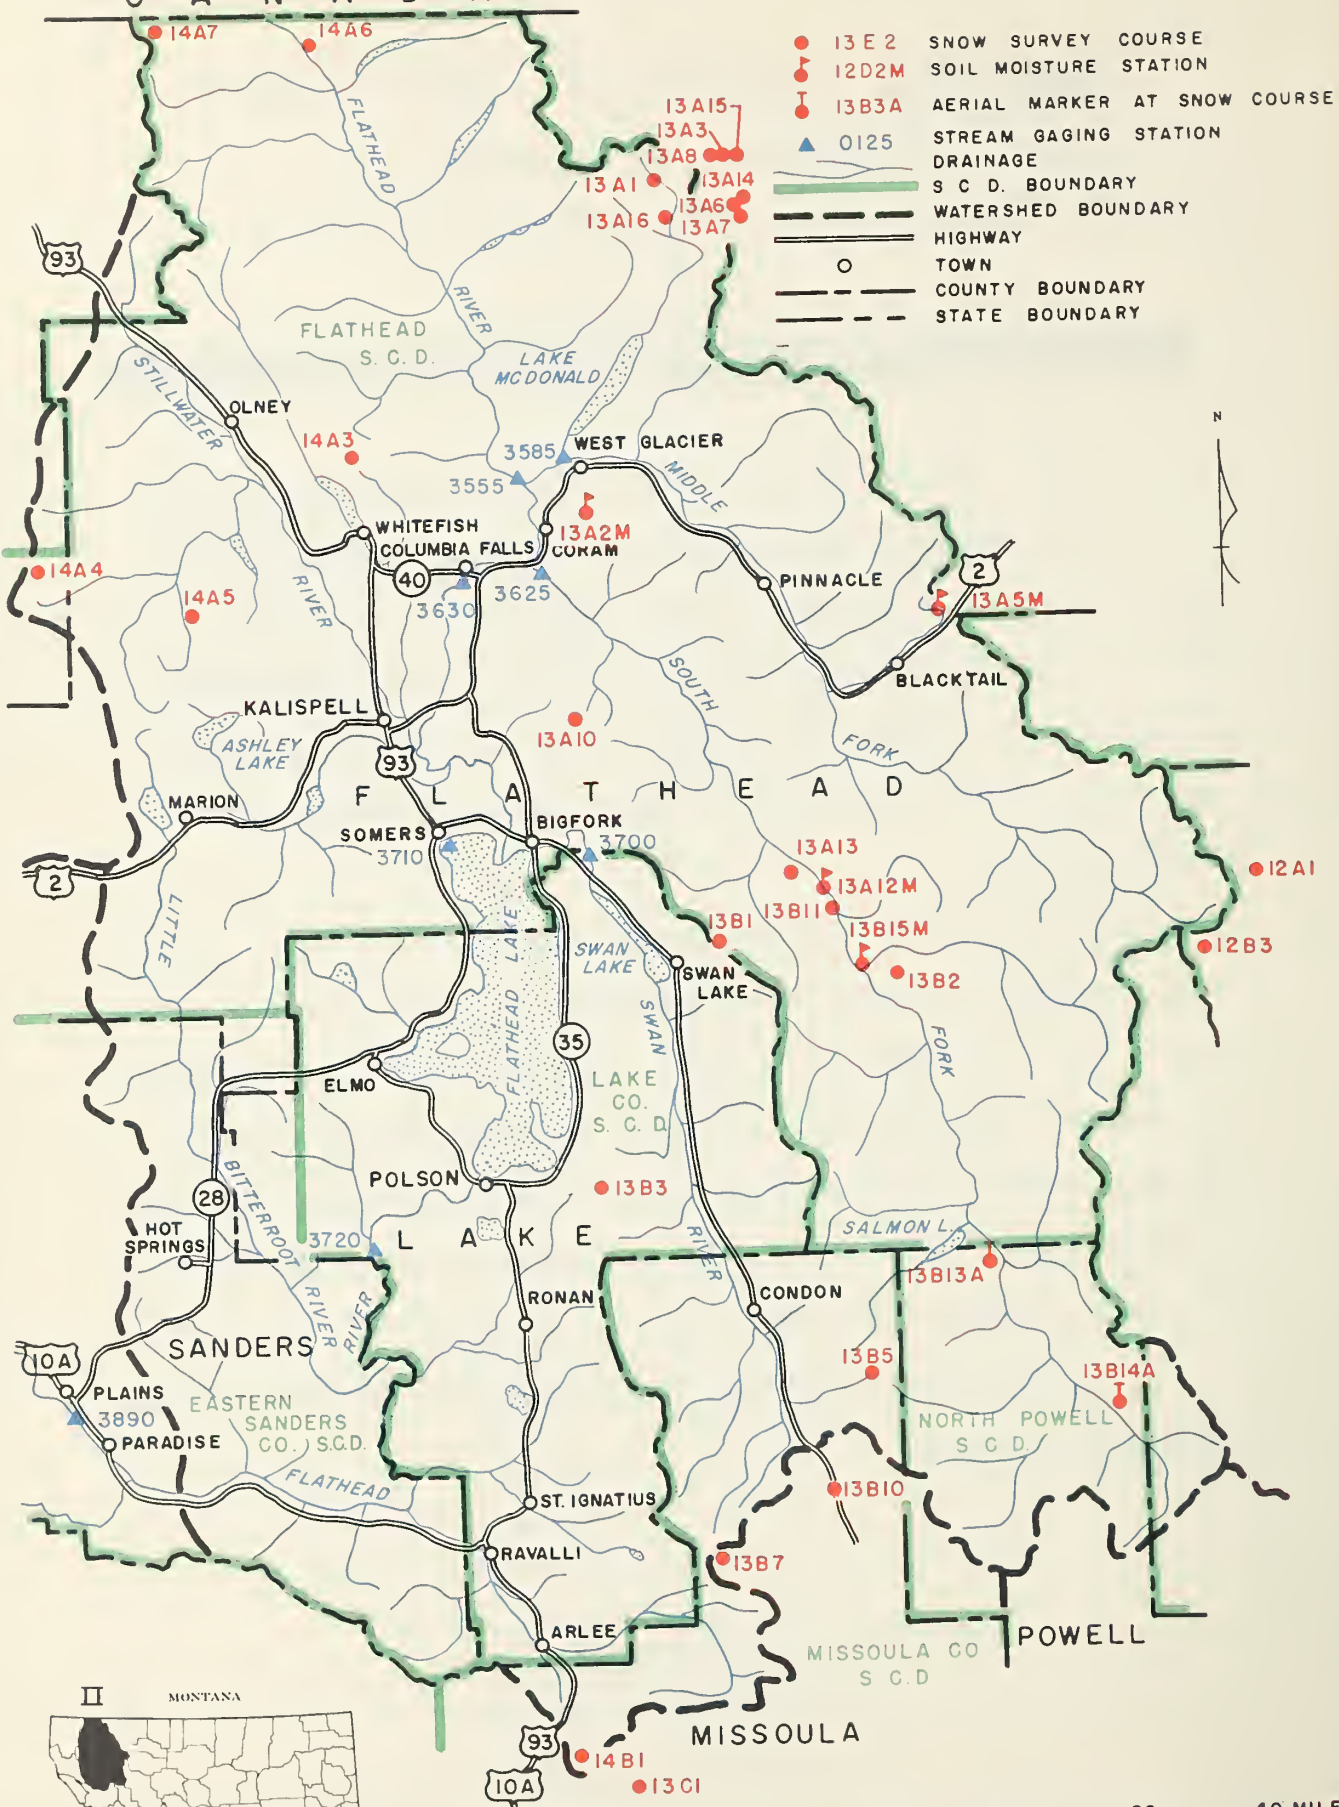 14A7
14A6
13 E 2 SNOW SURVEY COURSE
12D2M SOIL MOISTURE STATION
13B3A AERIAL MARKER AT SNOW COURSE
0125 STREAM GAGING STATION
DRAINAGE
S C D. BOUNDARY
WATERSHED BOUNDARY
HIGHWAY
TOWN
COUNTY BOUNDARY
STATE BOUNDARY
13A15
13A3
13A8
13A1
13A14
13A6
13A16
13A7
FLATHEAD
RIVER
93
FLATHEAD
S. C. D.
LAKE
MCDONALD
STILLWATER
RIVER
OLNEY
14A3
3585
WEST GLACIER
3555
MIDDLE
N
WHITEFISH
13A2M
COLUMBIA FALLS
CORAM
14A4
40
3630
3625
PINNACLE
2
14A5
13A5M
SOUTH
BLACKTAIL
KALISPELL
13A10
ASHLEY
LAKE
93
FORK
F L A T H E A D
MARION
SOMERS
BIGFORK
3710
3700
2
13A13
12A1
13A12M
13B11
LITTLE
13B1
13B15M
12B3
SWAN
LAKE
SWAN
LAKE
13B2
FLATHEAD LAKE
SWAN
FORK
35
ELMO
LAKE
CO.
S. C. D.
POLSON
13B3
BITTERROOT
28
HOT
SPRINGS
3720
L A K E
RIVER
SALMON L.
13B13A
RONAN
CONDON
RIVER
RIVER
SANDERS
10A
13B5
13B14A
PLAINS
EASTERN
SANDERS
CO. S.C.D.
3890
NORTH POWELL
S C D.
PARADISE
FLATHEAD
ST. IGNATIUS
13B10
RAVALLI
13B7
ARLEE
MISSOULA CO
S C.D
POWELL
II MONTANA
MISSOULA
93
14B1
10A
13C1